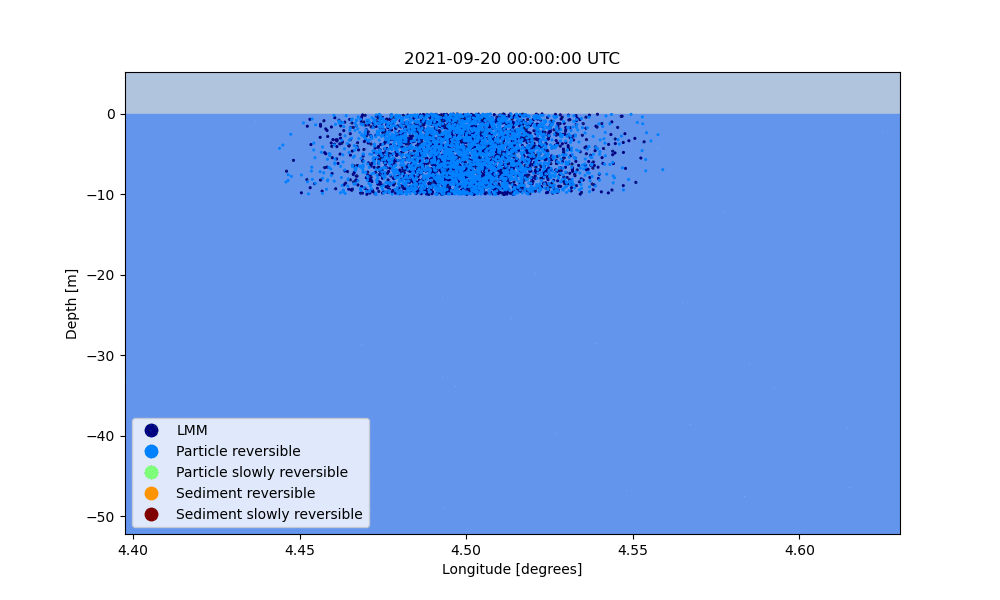 2021-09-20 00:00:00 UTC
0
−10
−20
−30
−40
−50
Depth [m]
LMM
Particle reversible
Particle slowly reversible
Sediment reversible
Sediment slowly reversible
4.40 4.45 4.50 4.55 4.60
Longitude [degrees]